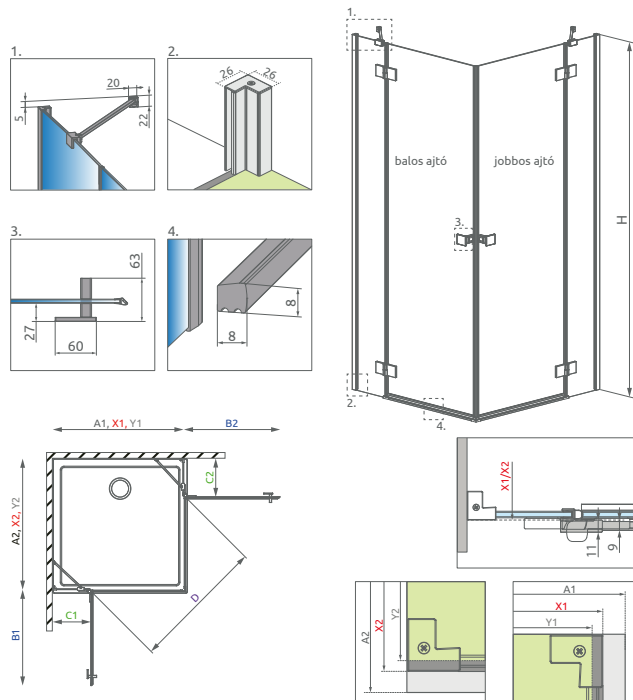 1.
20
5
22
2.
26
26
3.
63
27
60
4.
8
8
1.
balos ajtó
jobbos ajtó
H
3.
2.
4.
A1, X1, Y1
B2
A2, X2, Y2
C2
D
C1
B1
X1/X2
11
9
A2
X2
Y2
A1
X1
Y1